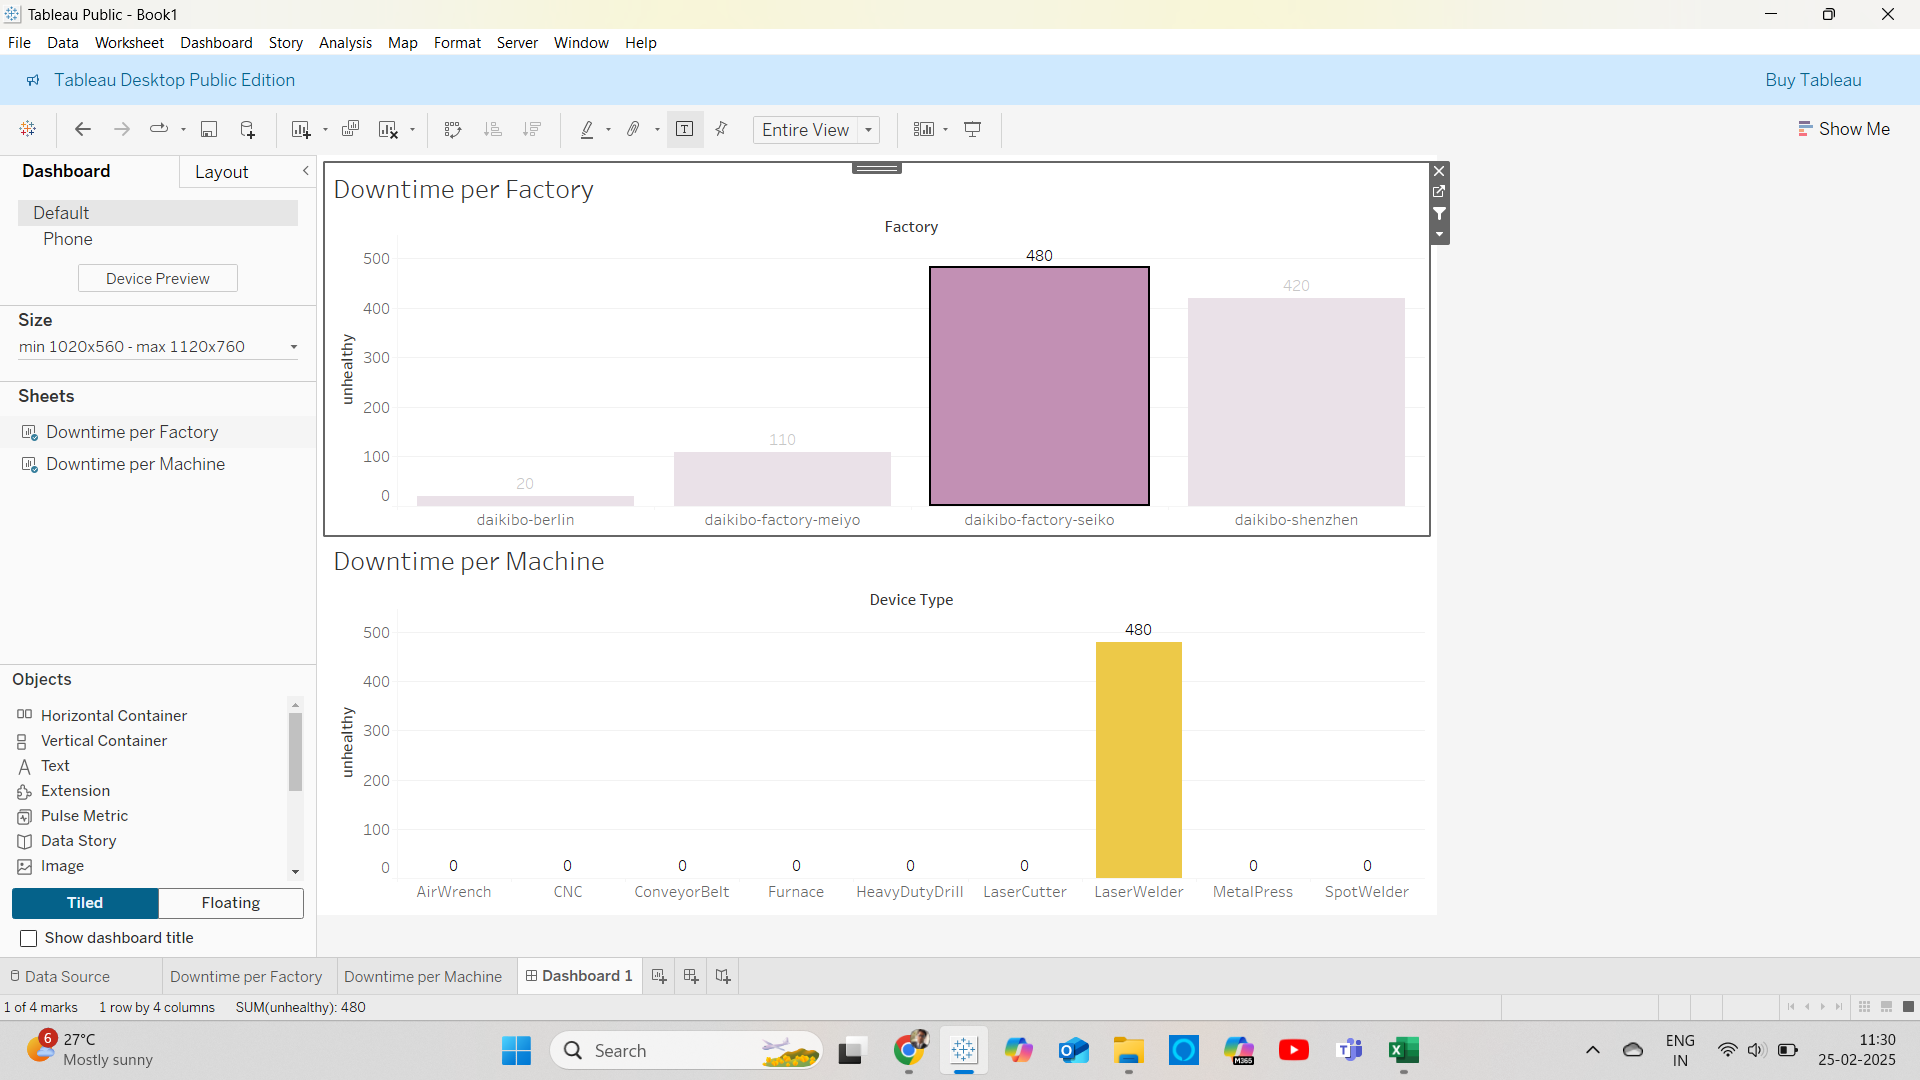 Tableau Public - Book1
File Data Worksheet Dashboard Story Analysis Map Format Server Window Help
Tableau Desktop Public Edition
Buy Tableau
Entire View
Show Me
Dashboard
Layout
Default
Phone
Device Preview
Size
min 1020x560 - max 1120x760
Sheets
Downtime per Factory
Downtime per Machine
Objects
Horizontal Container
Vertical Container
Text
Extension
Pulse Metric
Data Story
Image
Tiled
Floating
Show dashboard title
Downtime per Factory
Factory
unhealthy
500
400
300
200
100
0
20
110
480
420
daikibo-berlin
daikibo-factory-meiyo
daikibo-factory-seiko
daikibo-shenzhen
Downtime per Machine
Device Type
unhealthy
500
400
300
200
100
0
0 0 0 0 0 0 480 0 0
AirWrench CNC ConveyorBelt Furnace HeavyDutyDrill LaserCutter LaserWelder MetalPress SpotWelder
Data Source
Downtime per Factory
Downtime per Machine
Dashboard 1
1 of 4 marks 1 row by 4 columns SUM(unhealthy): 480
6
27°C
Mostly sunny
Search
M365
ENG
IN
11:30
25-02-2025